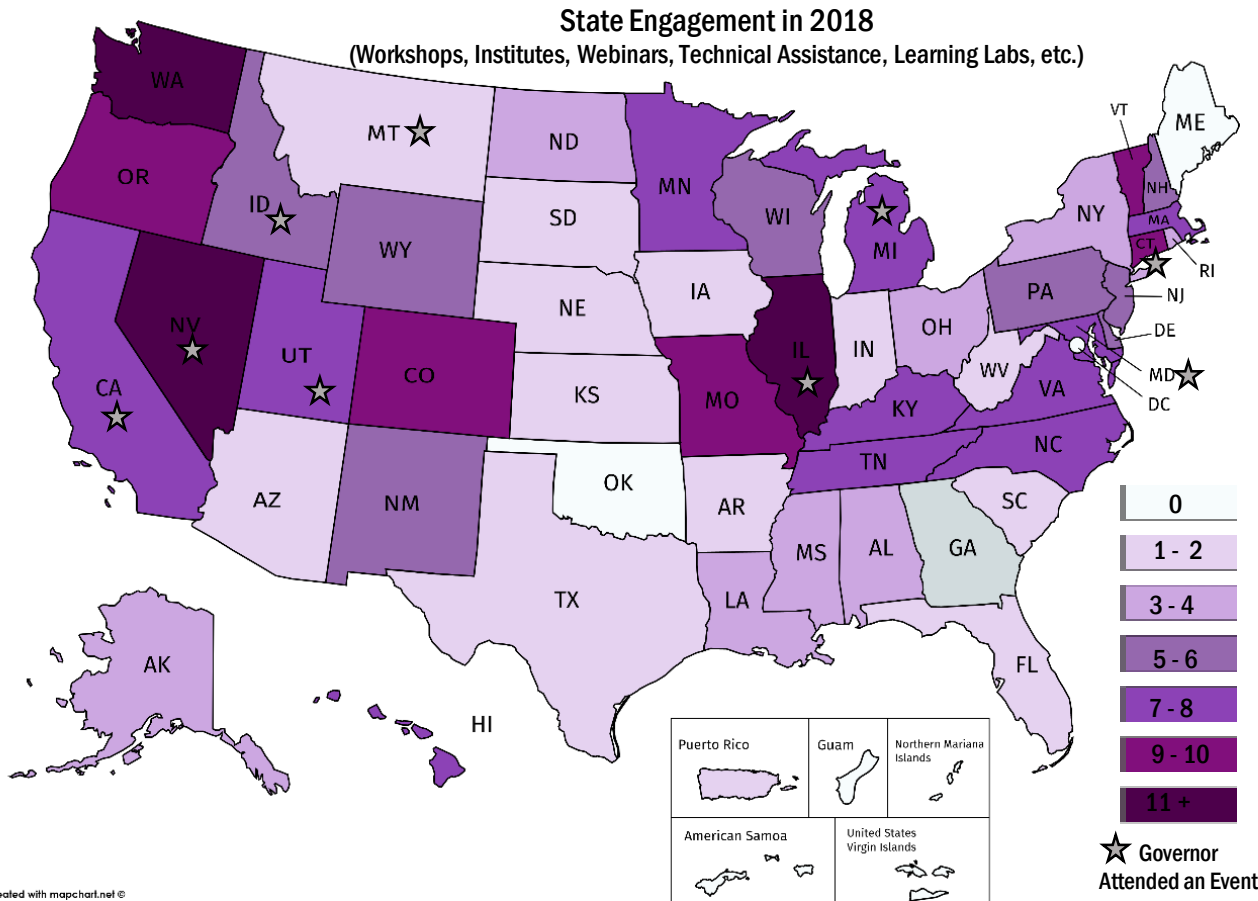 State Engagement in 2018
(Workshops, Institutes, Webinars, Technical Assistance, Learning Labs, etc.)
WA
MT
ND
VT
ME
OR
ID
MN
SD
WI
NH
NY
MA
WY
MI
CT
RI
IA
PA
NJ
NE
OH
NV
UT
IL
IN
DE
CO
WV
MD
CA
KS
MO
KY
VA
DC
NC
TN
OK
AZ
NM
AR
SC
0
MS
AL
GA
1 - 2
TX
LA
3 - 4
AK
FL
5 - 6
HI
7 - 8
Puerto Rico
Guam
Northern Mariana
Islands
9 - 10
11 +
American Samoa
United States
Virgin Islands
Governor
Attended an Event
eated with mapchart.net ©